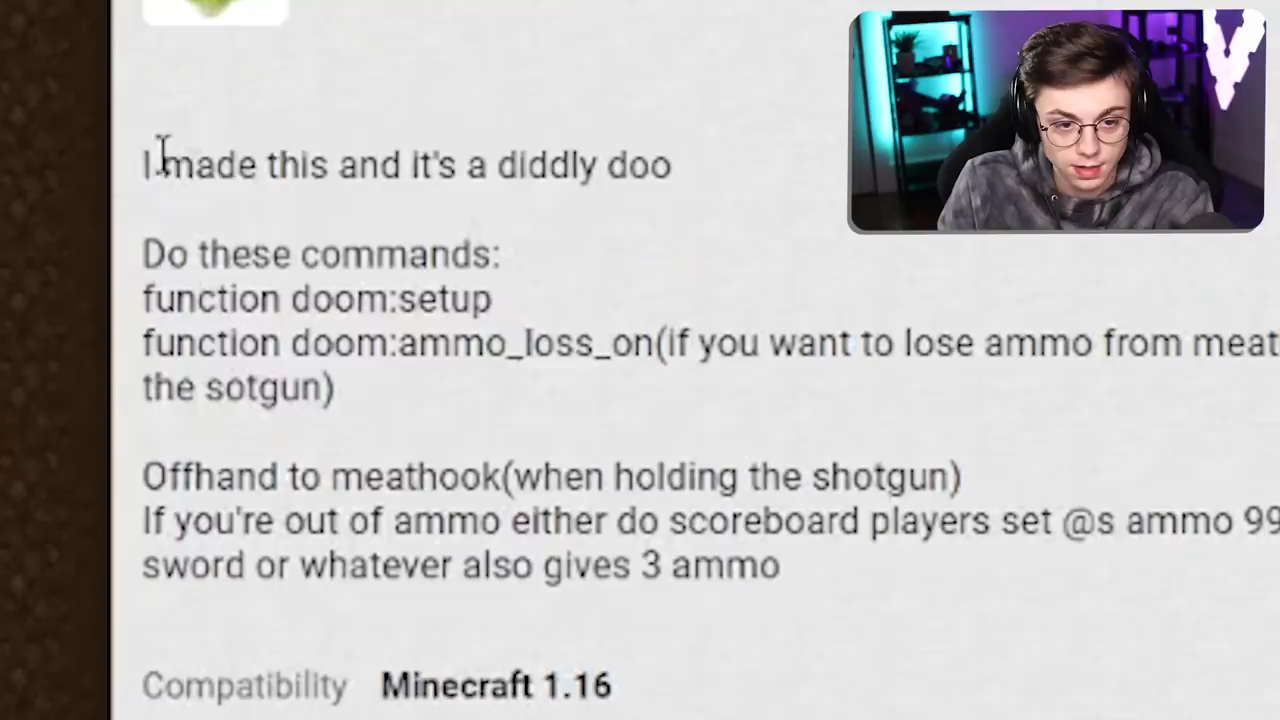 I made this and it's a diddly doo
Do these commands:
function doom:setup
function doom:ammo_loss_on(if you want to lose ammo from meat
the sotgun)
Offhand to meathook(when holding the shotgun)
If you're out of ammo either do scoreboard players set @s ammo 99
sword or whatever also gives 3 ammo
Compatibility Minecraft 1.16
V